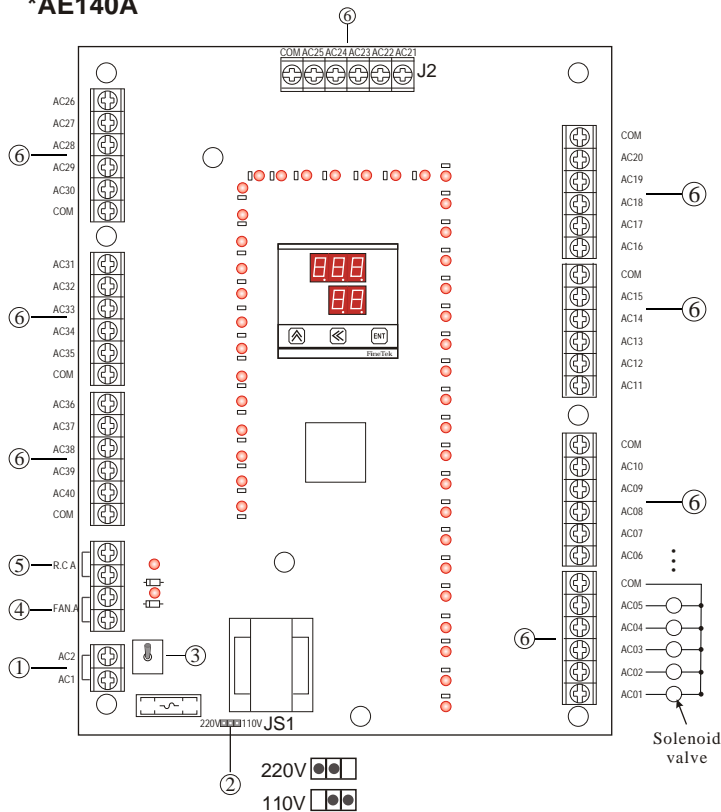 *AE140A
⑥
COM AC25 AC24 AC23 AC22 AC21
J2
AC26
AC27
AC28
⑥
AC29
AC30
COM
AC31
AC32
⑥
AC33
AC34
AC35
COM
AC36
AC37
⑥
AC38
AC39
AC40
COM
⑤
R.C A
④
FAN.A
①
AC2
AC1
③
888
88
ENT
FineTek
COM
AC20
AC19
⑥
AC18
AC17
AC16
COM
AC15
⑥
AC14
AC13
AC12
AC11
COM
AC10
AC09
⑥
AC08
AC07
AC06
COM
⑥
AC05
AC04
AC03
AC02
AC01
Solenoid
valve
220V 110V JS1
②
220V
110V